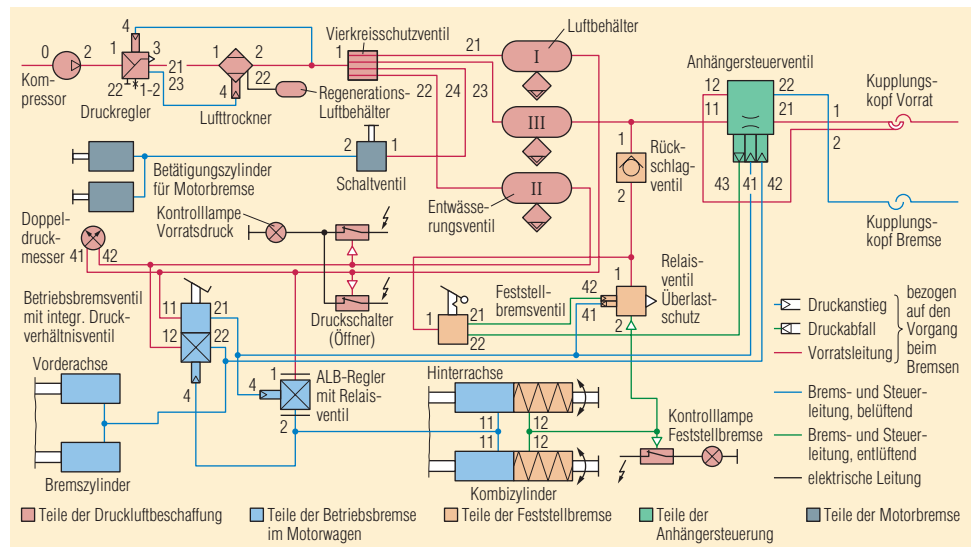 0
2
Kom-
pressor
4
1
3
21
23
22
1-2
Druckregler
1
2
22
4
Lufttrockner
Regenerations-
Luftbehälter
Vierkreisschutzventil
1
21
22
24
23
Luftbehälter
I
III
II
Entwässe-
rungsventil
Anhängersteuerventil
12
11
22
21
43
41
42
Kupplungs-
kopf Vorrat
1
2
Kupplungs-
kopf Bremse
Betätigungszylinder
für Motorbremse
2
1
Schaltventil
1
Rück-
schlag-
ventil
2
Kontrolllampe
Vorratsdruck
Doppel-
druck-
messer
41
42
Druckschalter
(Öffner)
Betriebsbremsventil
mit integr. Druck-
verhältnisventil
11
21
12
22
4
Feststell-
bremsventil
1
21
22
1
42
41
2
Relais-
ventil
Überlast-
schutz
Druckanstieg
Druckabfall
Vorratsleitung
bezogen
auf den
Vorgang
beim
Bremsen
Brems- und Steuer-
leitung, belüftend
Brems- und Steuer-
leitung, entlüftend
elektrische Leitung
Vorderachse
Bremszylinder
1
4
2
ALB-Regler
mit Relais-
ventil
Hinterachse
11
12
11
12
Kombizylinder
Kontrolllampe
Feststellbremse
Teile der Druckluftbeschaffung
Teile der Betriebsbremse
im Motorwagen
Teile der Feststellbremse
Teile der
Anhängersteuerung
Teile der Motorbremse